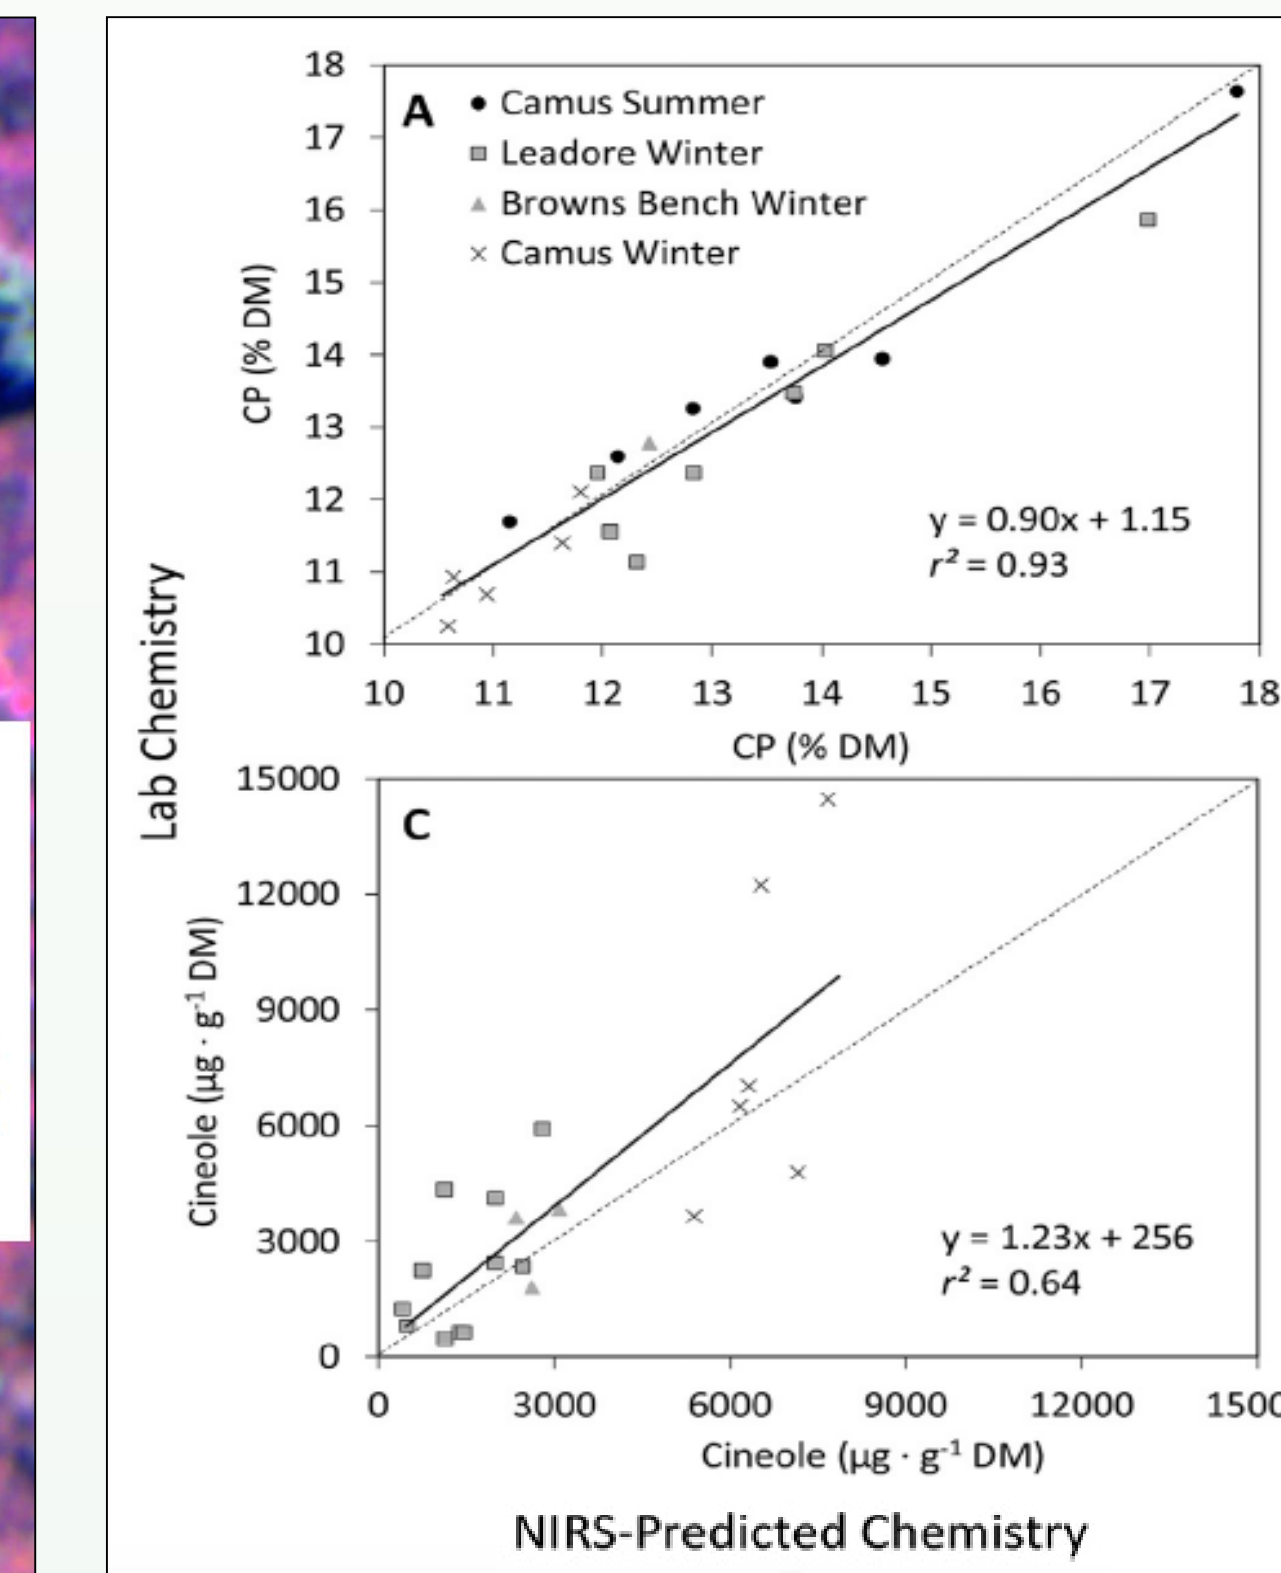 18
17
16
15
14
13
12
11
10
A
Camus Summer
Leadore Winter
Browns Bench Winter
Camus Winter
CP (% DM)
y = 0.90x + 1.15
r² = 0.93
10 11 12 13 14 15 16 17 18
CP (% DM)
Lab Chemistry
15000
12000
9000
6000
3000
0
C
Cineole (µg · g⁻¹ DM)
y = 1.23x + 256
r² = 0.64
0 3000 6000 9000 12000 1500
Cineole (µg · g⁻¹ DM)
NIRS-Predicted Chemistry